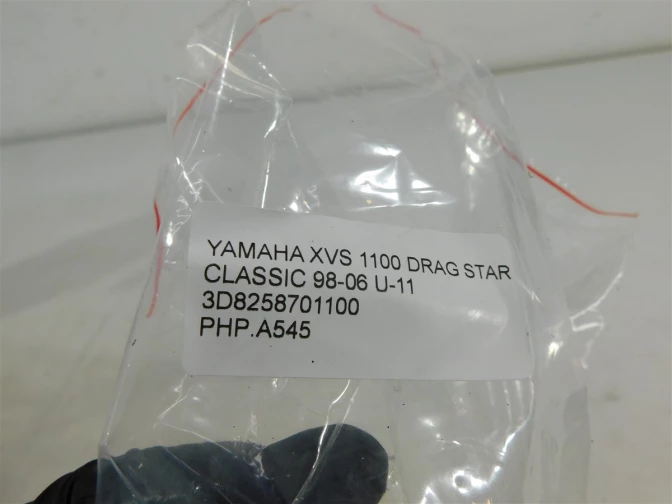 YAMAHA XVS 1100 DRAG STAR
CLASSIC 98-06 U-11
3D8258701100
PHP.A545